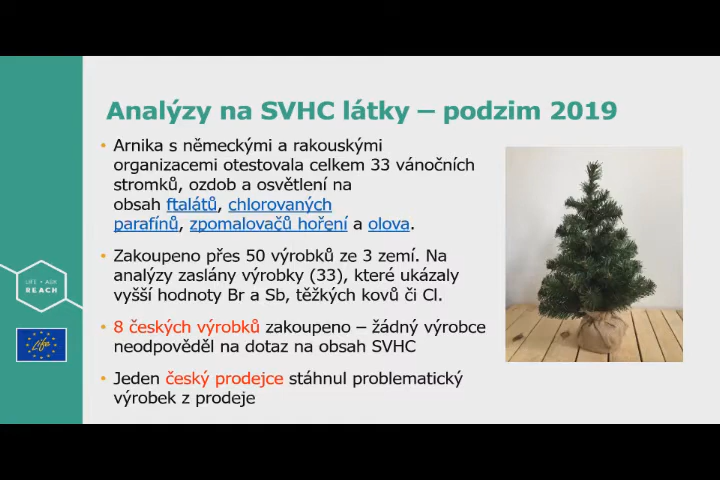 Analýzy na SVHC látky – podzim 2019
• Arnika s německými a rakouskými
organizacemi otestovala celkem 33 vánočních
stromků, ozdob a osvětlení na
obsah ftalátů, chlorovaných
parafínů, zpomalovačů hoření a olova.
• Zakoupeno přes 50 výrobků ze 3 zemí. Na
analýzy zaslány výrobky (33), které ukázaly
vyšší hodnoty Br a Sb, těžkých kovů či Cl.
• 8 českých výrobků zakoupeno – žádný výrobce
neodpověděl na dotaz na obsah SVHC
• Jeden český prodejce stáhnul problematický
výrobek z prodeje
LIFE • ASK
REACH
Life